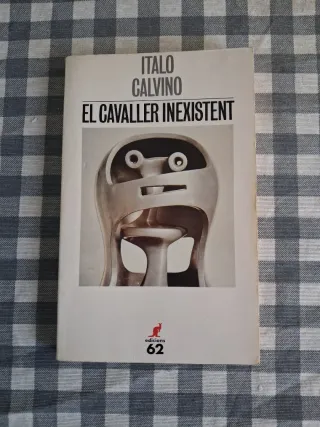 ITALO
CALVINO
EL CAVALLER INEXISTENT
edicions
62